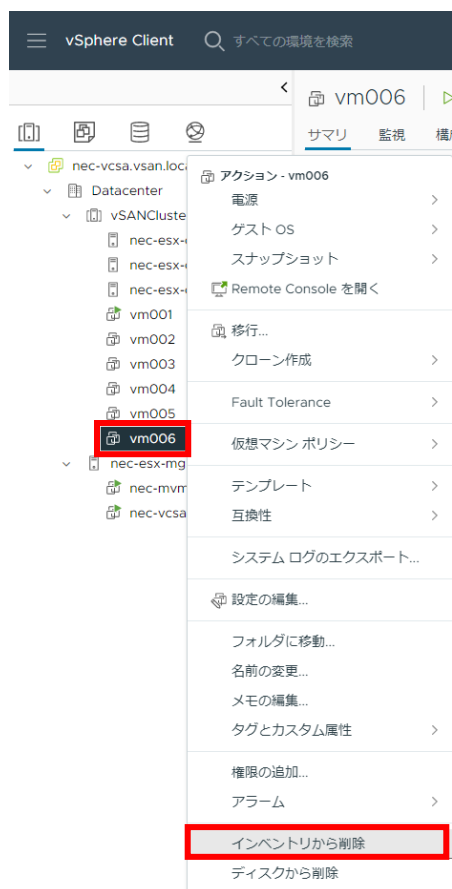 vSphere Client
すべての環境を検索
vm006
サマリ 監視
nec-vcsa.vsan.loc
Datacenter
vSANCluste
nec-esx-
nec-esx-
nec-esx-
vm001
vm002
vm003
vm004
vm005
vm006
nec-esx-mg
nec-mvm
nec-vcsa
アクション - vm006
電源
ゲスト OS
スナップショット
Remote Console を開く
移行...
クローン作成
Fault Tolerance
仮想マシン ポリシー
テンプレート
互換性
システム ログのエクスポート...
設定の編集...
フォルダに移動...
名前の変更...
メモの編集...
タグとカスタム属性
権限の追加...
アラーム
インベントリから削除
ディスクから削除